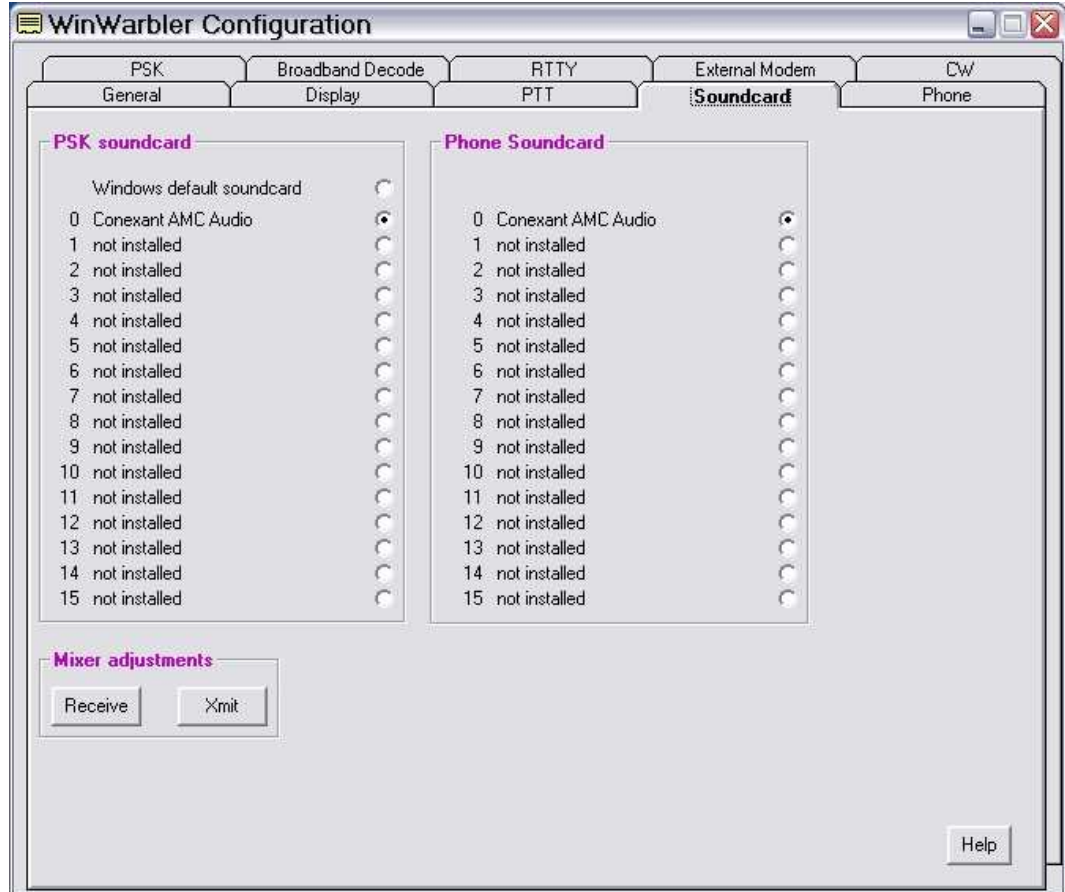 WinWarbler Configuration
PSK Broadband Decode RTTY External Modem CW
General Display PTT Soundcard Phone
PSK soundcard
Windows default soundcard
0 Conexant AMC Audio
1 not installed
2 not installed
3 not installed
4 not installed
5 not installed
6 not installed
7 not installed
8 not installed
9 not installed
10 not installed
11 not installed
12 not installed
13 not installed
14 not installed
15 not installed
Phone Soundcard
0 Conexant AMC Audio
1 not installed
2 not installed
3 not installed
4 not installed
5 not installed
6 not installed
7 not installed
8 not installed
9 not installed
10 not installed
11 not installed
12 not installed
13 not installed
14 not installed
15 not installed
Mixer adjustments
Receive Xmit
Help